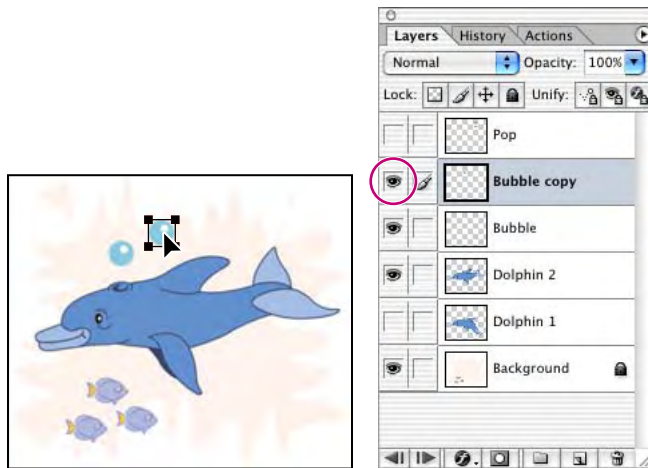 Layers History Actions
Normal Opacity: 100%
Lock: Unify:
Pop
Bubble copy
Bubble
Dolphin 2
Dolphin 1
Background